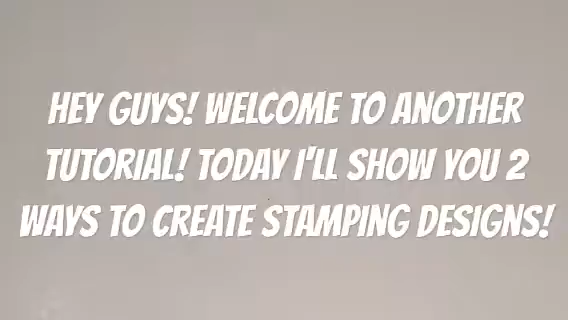 HEY GUYS! WELCOME TO ANOTHER
TUTORIAL! TODAY I'LL SHOW YOU 2
WAYS TO CREATE STAMPING DESIGNS!